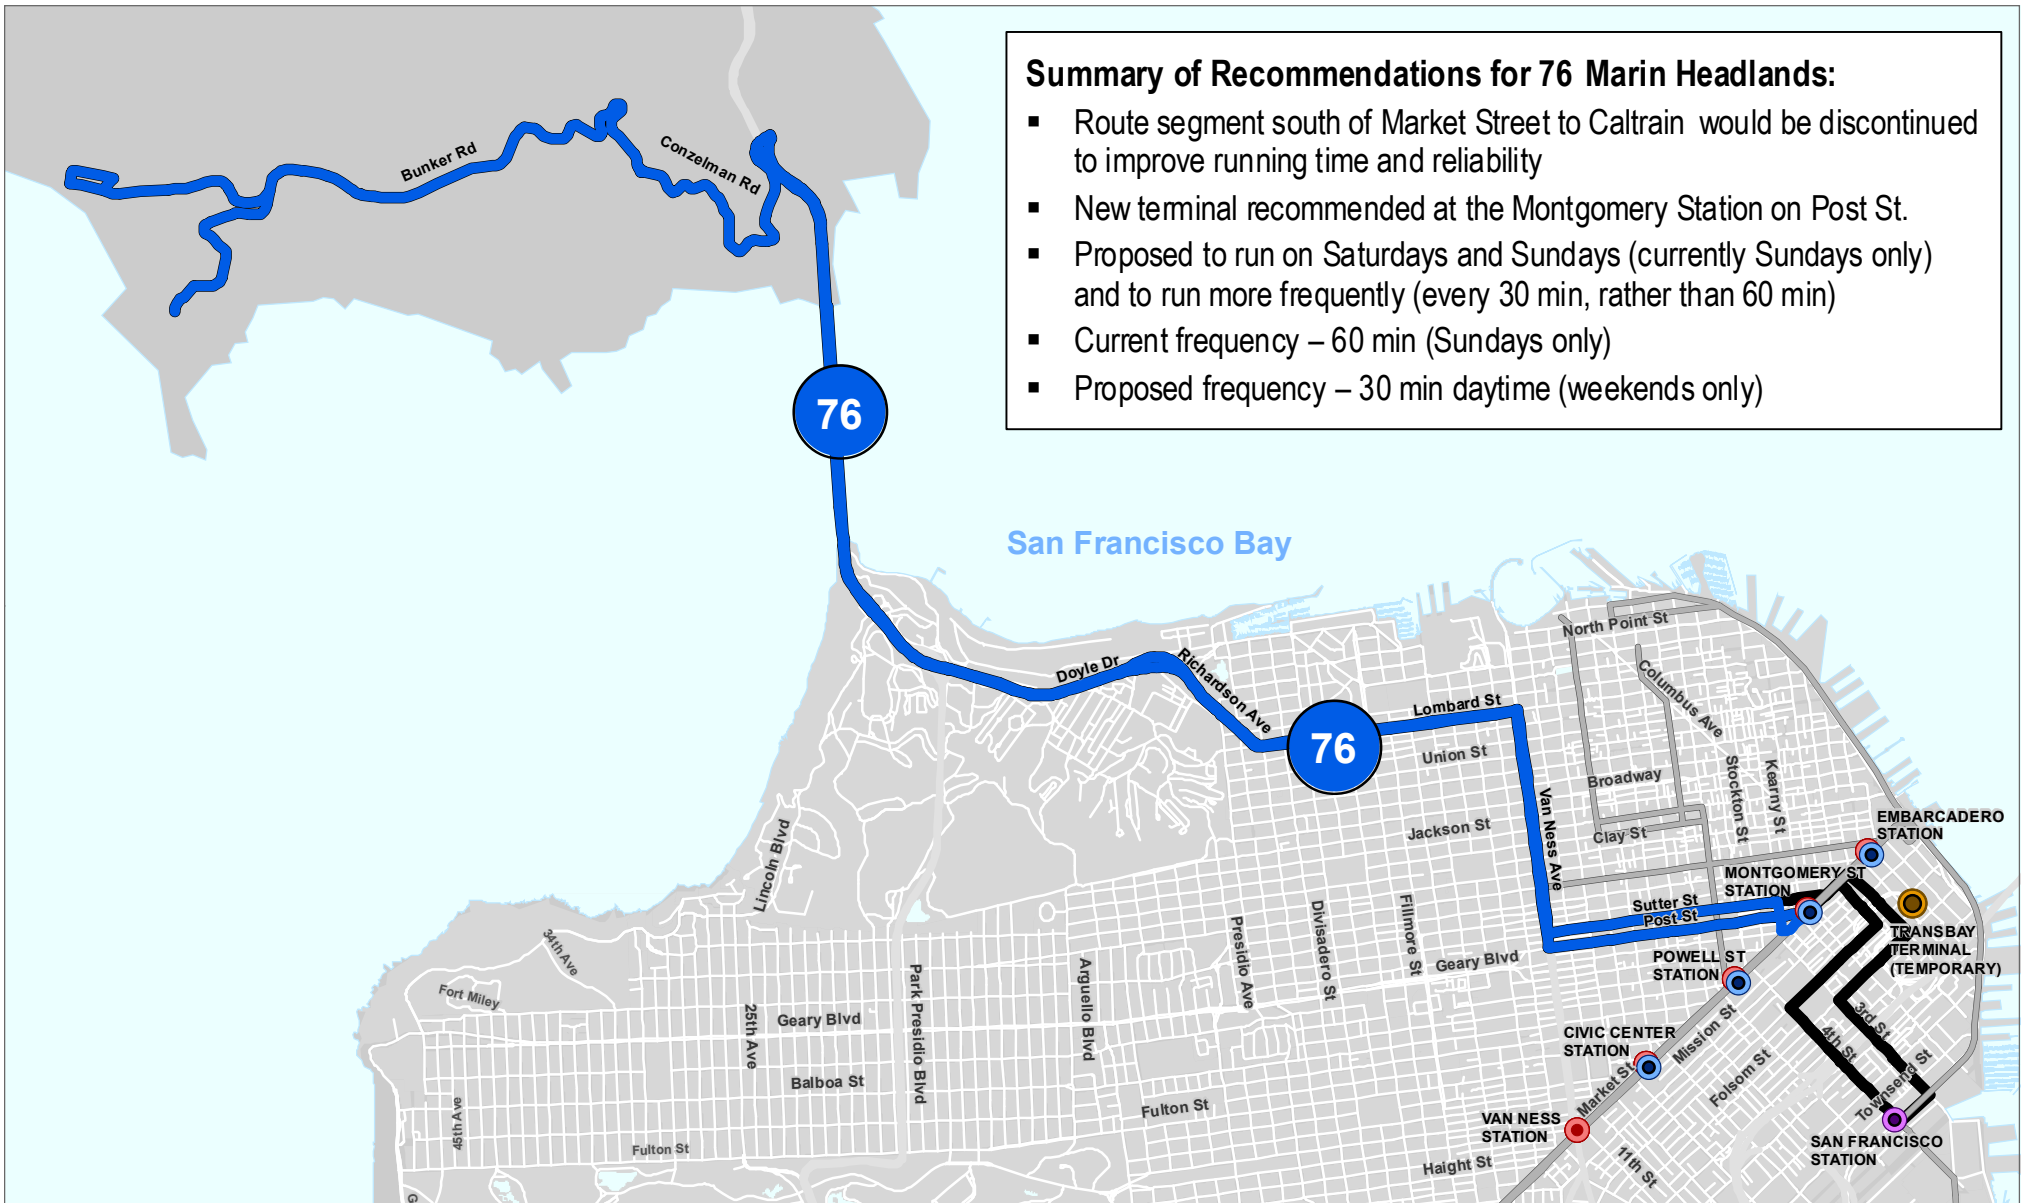 Summary of Recommendations for 76 Marin Headlands:
▪ Route segment south of Market Street to Caltrain would be discontinued
to improve running time and reliability
▪ New terminal recommended at the Montgomery Station on Post St.
▪ Proposed to run on Saturdays and Sundays (currently Sundays only)
and to run more frequently (every 30 min, rather than 60 min)
▪ Current frequency – 60 min (Sundays only)
▪ Proposed frequency – 30 min daytime (weekends only)
Bunker Rd
Conzelman Rd
76
San Francisco Bay
North Point St
Doyle Dr
Richardson Ave
Columbus Ave
Lombard St
76
Union St
Broadway
Stockton St
Kearny St
Van Ness Ave
Jackson St
Clay St
EMBARCADERO
STATION
Lincoln Blvd
MONTGOMERY ST
STATION
Sutter St
Post St
Fillmore St
Divisadero St
Presidio Ave
Geary Blvd
TRANSBAY
TERMINAL
(TEMPORARY)
POWELL ST
STATION
34th Ave
Fort Miley
Geary Blvd
25th Ave
Park Presidio Blvd
Arguello Blvd
3rd St
4th St
Mission St
CIVIC CENTER
STATION
Market St
Folsom St
Townsend St
Balboa St
45th Ave
Fulton St
Fulton St
VAN NESS
STATION
SAN FRANCISCO
STATION
Haight St
11th St